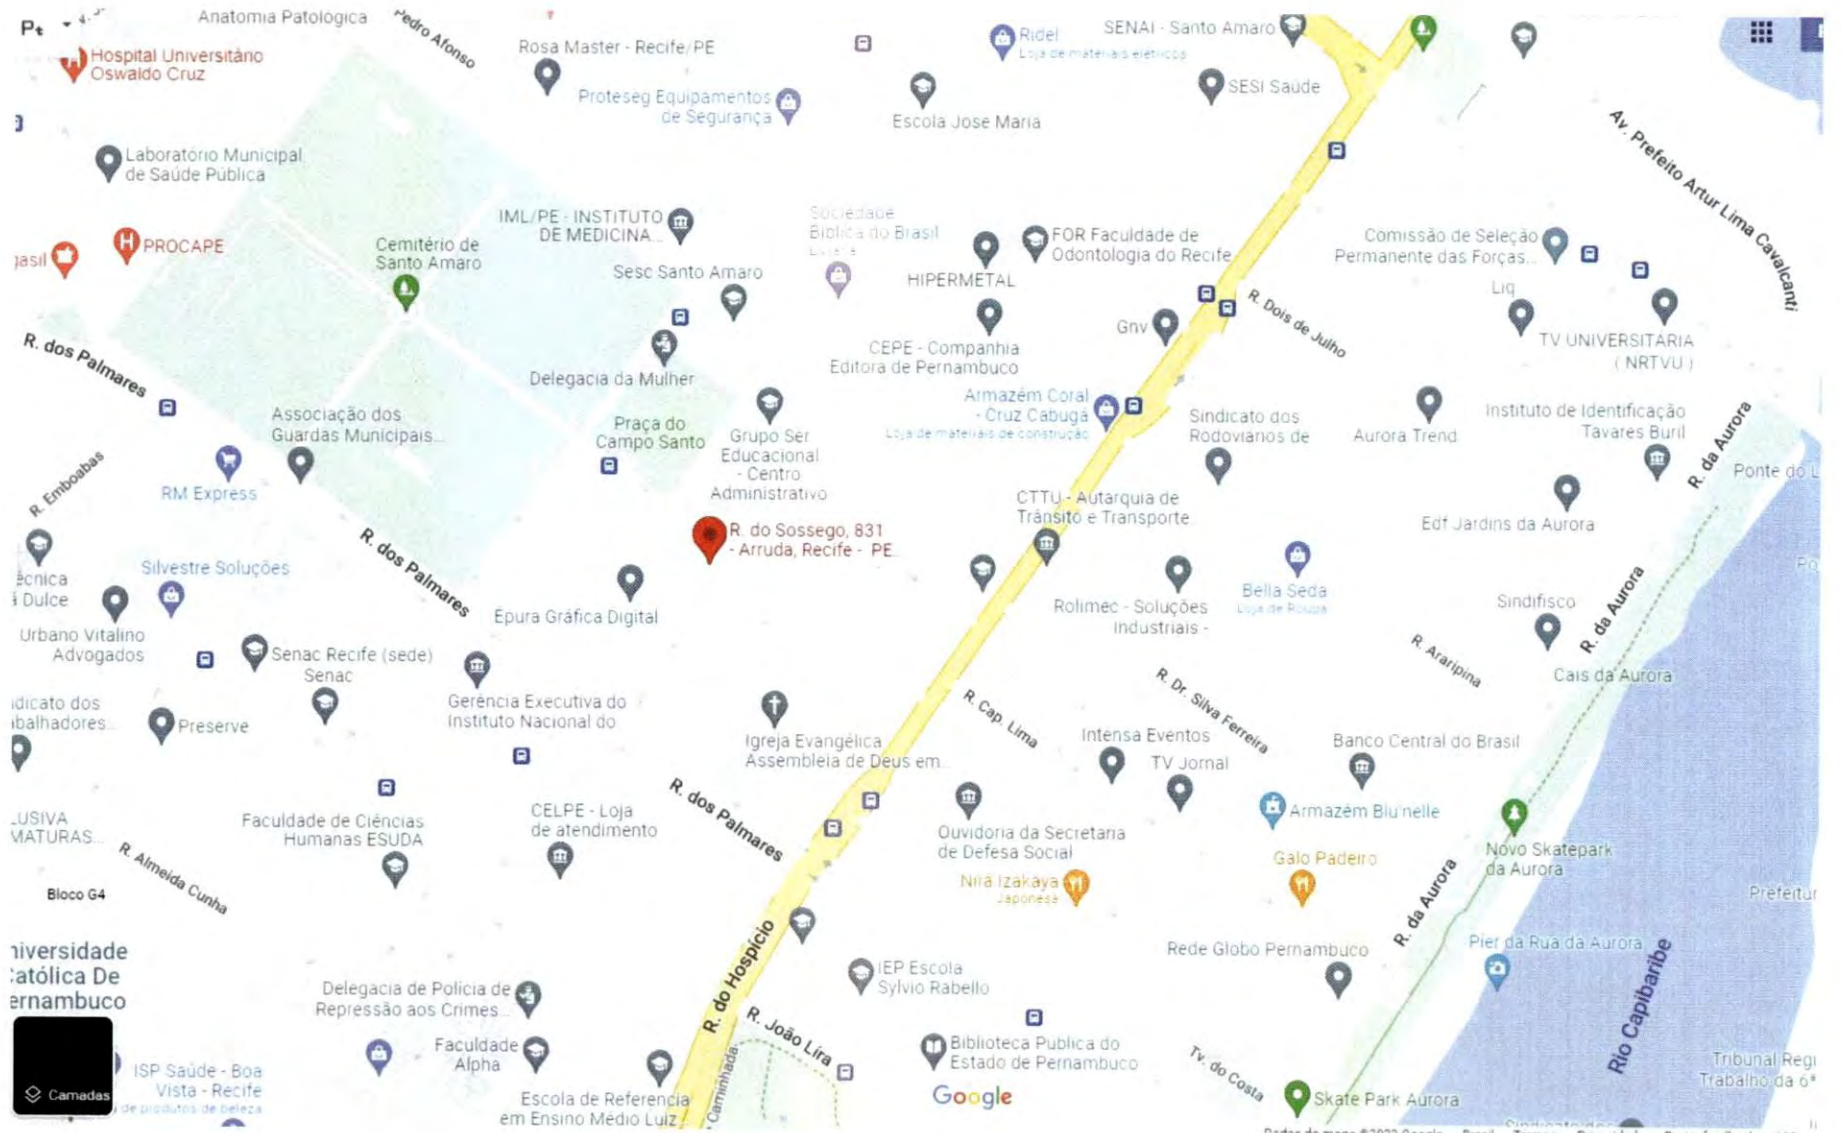 Anatomia Patológica
Pedro Afonso
Hospital Universitário
Oswaldo Cruz
Rosa Master - Recife/PE
Proteseg Equipamentos
de Segurança
Ridel
Loja de materiais elétricos
SENAI - Santo Amaro
SESI Saúde
Escola Jose Maria
Av. Prefeito Artur Lima Cavalcanti
Laboratório Municipal
de Saúde Pública
PROCAPE
Cemitério de
Santo Amaro
IML/PE - INSTITUTO
DE MEDICINA...
Sesc Santo Amaro
Sociedade
Bíblica do Brasil
HIPERMETAL
FOR Faculdade de
Odontologia do Recife
Comissão de Seleção
Permanente das Forças...
Liq
R. Dois de Julho
Gnv
TV UNIVERSITÁRIA
( NRTVU )
R. dos Palmares
Delegacia da Mulher
CEPE - Companhia
Editora de Pernambuco
Armazém Coral
- Cruz Cabugá
Loja de materiais de construção
Associação dos
Guardas Municipais...
Praça do
Campo Santo
Grupo Ser
Educacional
- Centro
Administrativo
Sindicato dos
Rodoviários de
Aurora Trend
Instituto de Identificação
Tavares Buril
R. da Aurora
R. Emboabas
RM Express
CTTU - Autarquia de
Trânsito e Transporte
Edf Jardins da Aurora
R. do Sossego, 831
- Arruda, Recife - PE
R. dos Palmares
Silvestre Soluções
Épura Gráfica Digital
Rolimec - Soluções
Industriais -
Bella Seda
Loja de Roupa
Sindifisco
R. da Aurora
Urbano Vitalino
Advogados
Senac Recife (sede)
Senac
R. Araripina
Cais da Aurora
Gerência Executiva do
Instituto Nacional do
R. Cap. Lima
R. Dr. Silva Ferreira
Preserve
Igreja Evangélica
Assembleia de Deus em...
Intensa Eventos
TV Jornal
Banco Central do Brasil
R. dos Palmares
CELPE - Loja
de atendimento
Faculdade de Ciências
Humanas ESUDA
Ouvidoria da Secretaria
de Defesa Social
Armazém Blu'nelle
Galo Padeiro
Nirá Izakaya
Japonesa
Novo Skatepark
da Aurora
R. Almeida Cunha
Bloco G4
R. da Aurora
R. do Hospício
Rede Globo Pernambuco
Píer da Rua da Aurora
Rio Capibaribe
IEP Escola
Sylvio Rabello
Delegacia de Polícia de
Repressão aos Crimes...
R. João Lira
Faculdade
Alpha
Biblioteca Pública do
Estado de Pernambuco
Tv. do Costa
ISP Saúde - Boa
Vista - Recife
Camadas
Escola de Referencia
em Ensino Médio Luiz
Caminhada
Google
Skate Park Aurora